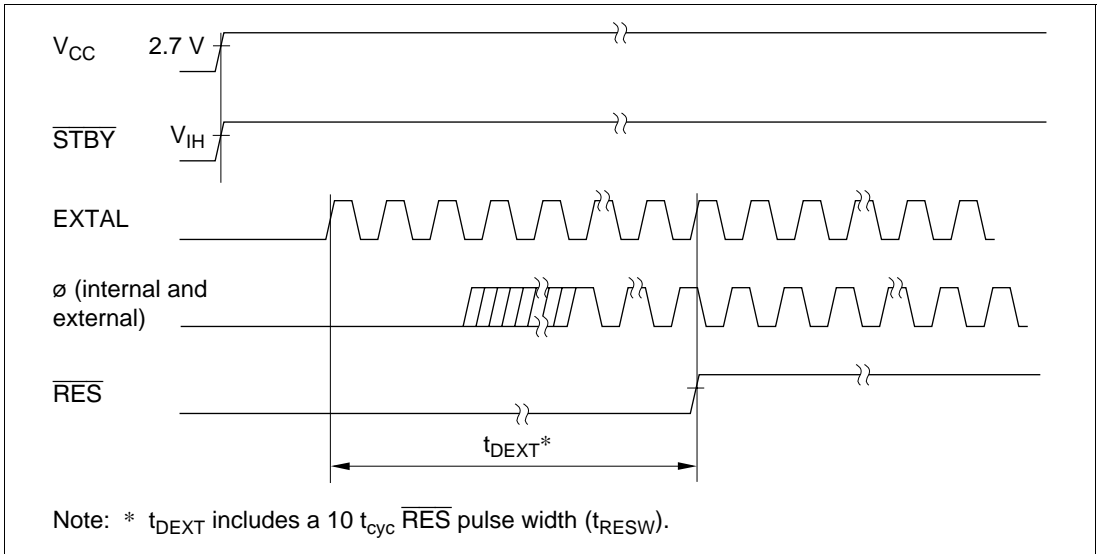 VCC 2.7 V
STBY VIH
EXTAL
ø (internal and
external)
RES
tDEXT*
Note: * tDEXT includes a 10 tcyc RES pulse width (tRESW).